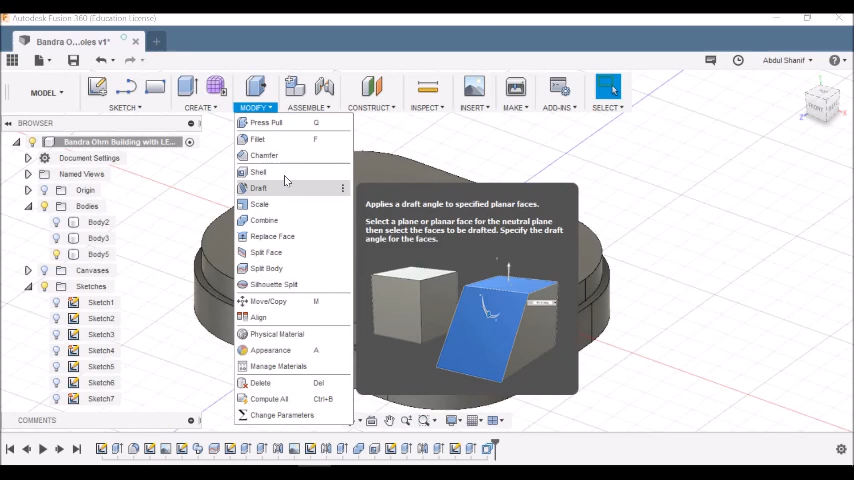 Autodesk Fusion 360 (Education License)
Bandra O...oles v1*
Abdul Shanif
MODEL
SKETCH
CREATE
MODIFY
ASSEMBLE
CONSTRUCT
INSPECT
INSERT
MAKE
ADD-INS
SELECT
BROWSER
Bandra Ohm Building with LE...
Document Settings
Named Views
Origin
Bodies
Body2
Body3
Body5
Canvases
Sketches
Sketch1
Sketch2
Sketch3
Sketch4
Sketch5
Sketch6
Sketch7
COMMENTS
Press Pull Q
Fillet F
Chamfer
Shell
Draft
Scale
Combine
Replace Face
Split Face
Split Body
Silhouette Split
Move/Copy M
Align
Physical Material
Appearance A
Manage Materials
Delete Del
Compute All Ctrl+B
Change Parameters
Applies a draft angle to specified planar faces.
Select a plane or planar face for the neutral plane
then select the faces to be drafted. Specify the draft
angle for the faces.
FRONT